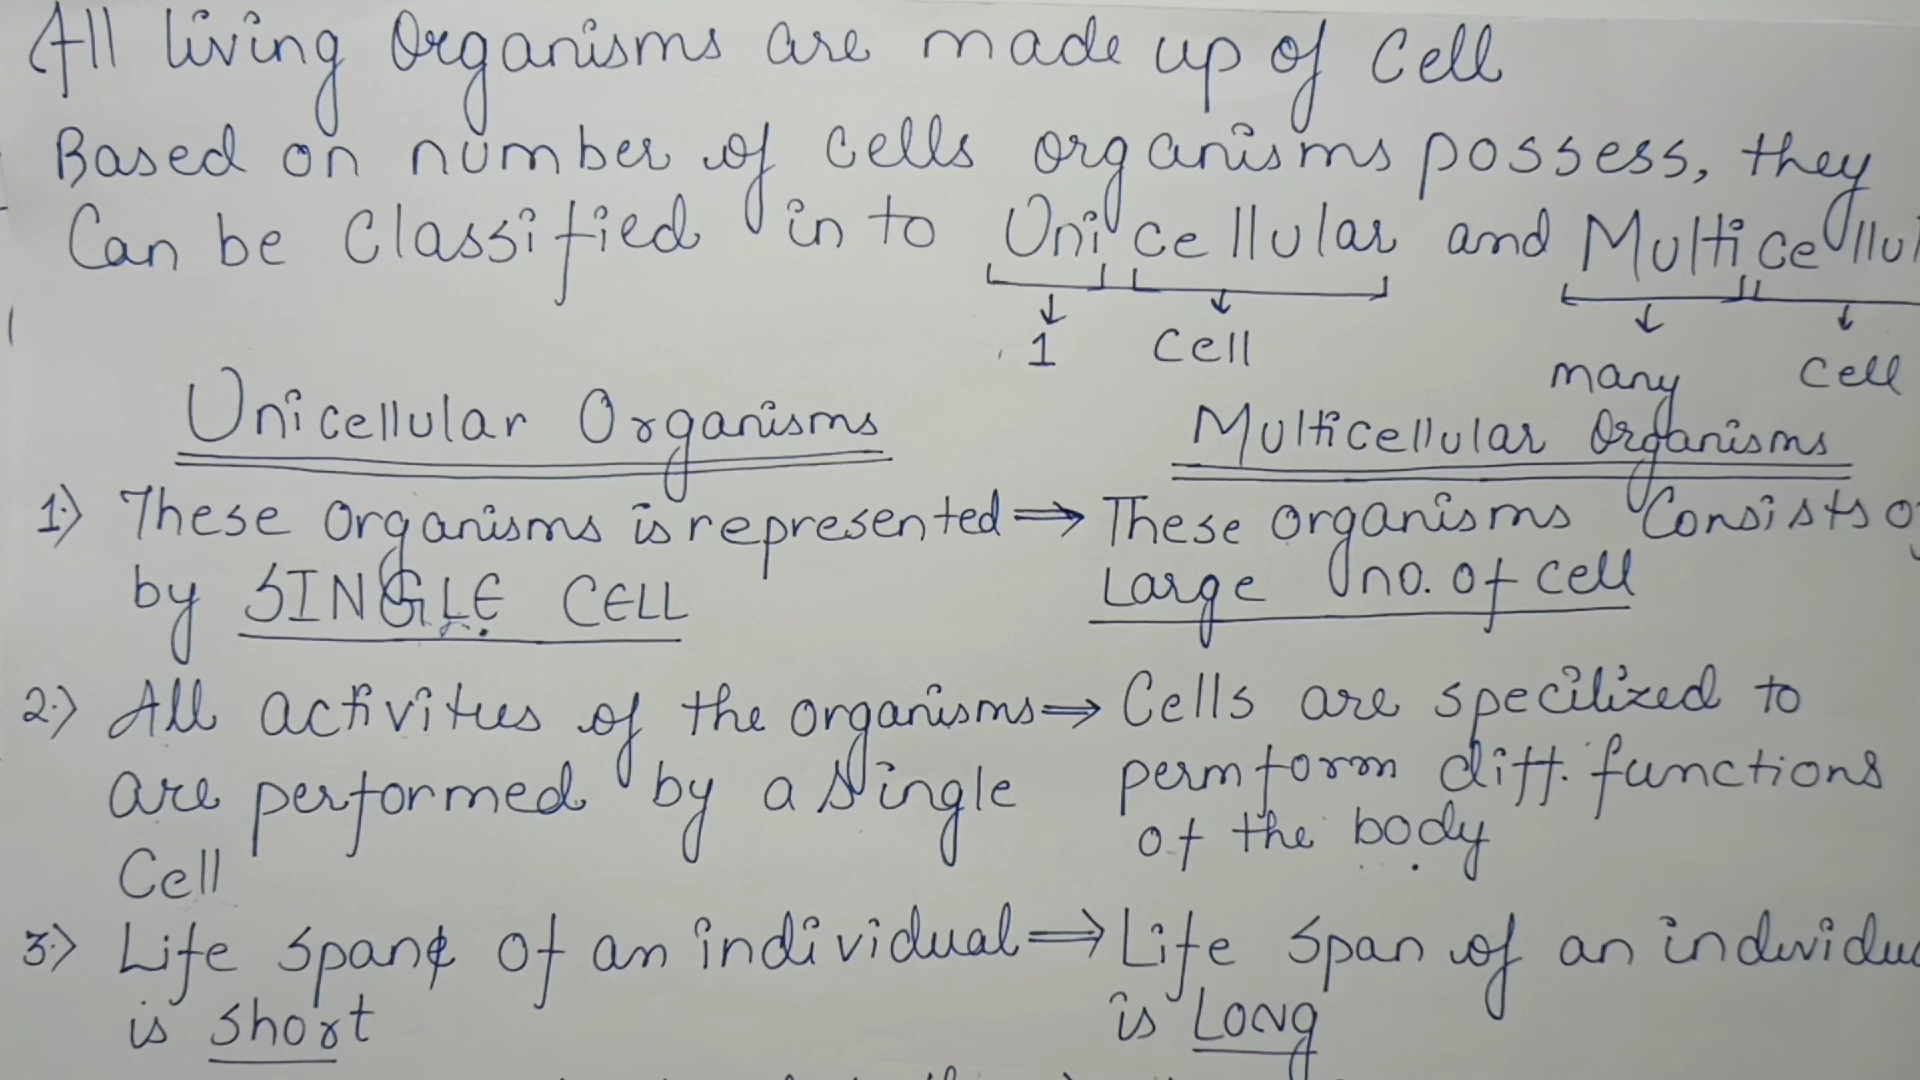 All living Organisms are made up of Cell
Based on number of cells organisms possess, they
Can be Classified in to Unicellular and Multicellul
1 Cell many Cell
Unicellular Organisms
Multicellular Organisms
1) These Organisms is represented ⇒ These organisms Consists of
by SINGLE CELL Large no. of cell
2) All activities of the organisms ⇒ Cells are specilized to
are performed by a single permform diff. functions
Cell of the body
3) Life span of an individual ⇒ Life span of an individu
is short is Long